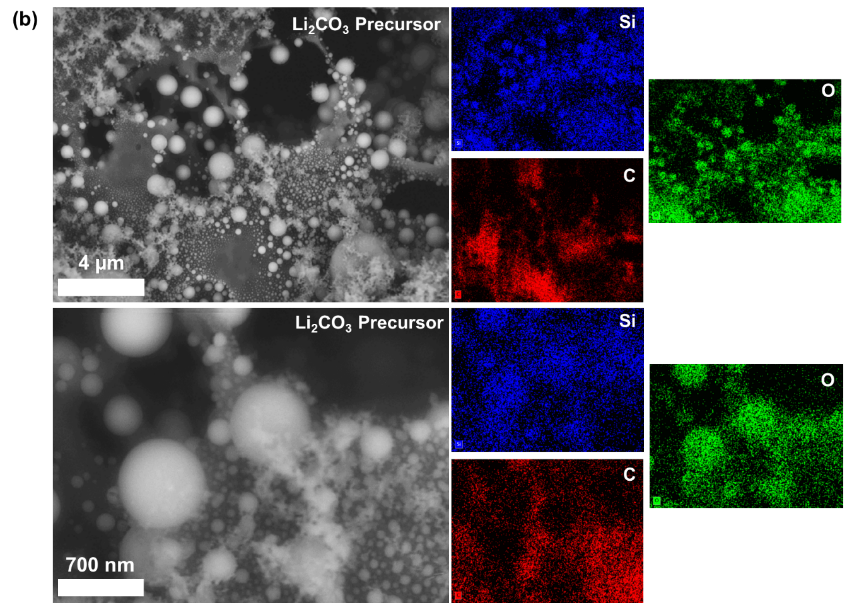 (b)
Li₂CO₃ Precursor
Si
O
C
4 µm
Li₂CO₃ Precursor
Si
O
C
700 nm